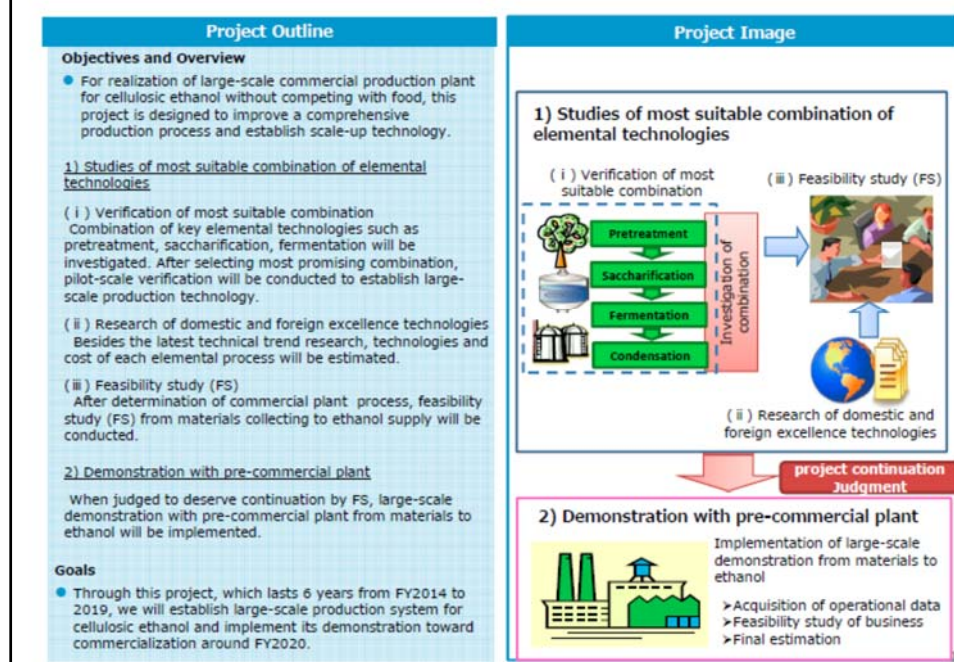 Project Outline
Objectives and Overview
● For realization of large-scale commercial production plant
for cellulosic ethanol without competing with food, this
project is designed to improve a comprehensive
production process and establish scale-up technology.
1) Studies of most suitable combination of elemental
technologies
( i ) Verification of most suitable combination
Combination of key elemental technologies such as
pretreatment, saccharification, fermentation will be
investigated. After selecting most promising combination,
pilot-scale verification will be conducted to establish large-
scale production technology.
( ii ) Research of domestic and foreign excellence technologies
Besides the latest technical trend research, technologies and
cost of each elemental process will be estimated.
(iii) Feasibility study (FS)
After determination of commercial plant process, feasibility
study (FS) from materials collecting to ethanol supply will be
conducted.
2) Demonstration with pre-commercial plant
When judged to deserve continuation by FS, large-scale
demonstration with pre-commercial plant from materials to
ethanol will be implemented.
Goals
● Through this project, which lasts 6 years from FY2014 to
2019, we will establish large-scale production system for
cellulosic ethanol and implement its demonstration toward
commercialization around FY2020.
Project Image
1) Studies of most suitable combination of
elemental technologies
( i ) Verification of most
suitable combination
Pretreatment
Saccharification
Fermentation
Condensation
Investigation of
combination
(iii) Feasibility study (FS)
( ii ) Research of domestic and
foreign excellence technologies
project continuation
Judgment
2) Demonstration with pre-commercial plant
Implementation of large-scale
demonstration from materials to
ethanol
➢Acquisition of operational data
➢Feasibility study of business
➢Final estimation